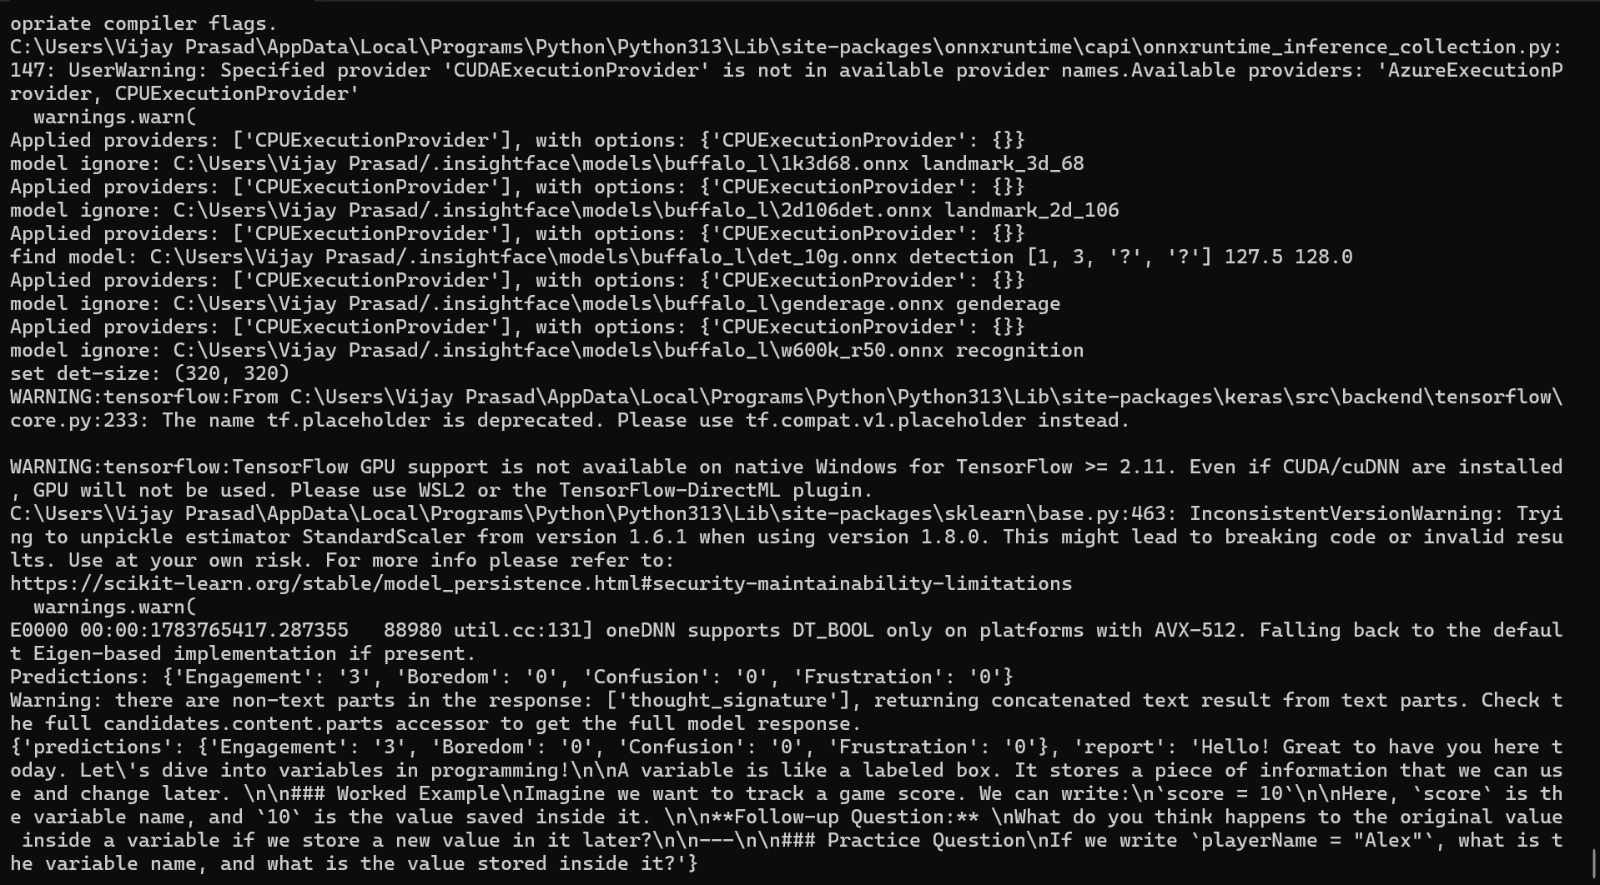 opriate compiler flags.
C:\Users\Vijay Prasad\AppData\Local\Programs\Python\Python313\Lib\site-packages\onnxruntime\capi\onnxruntime_inference_collection.py:
147: UserWarning: Specified provider 'CUDAExecutionProvider' is not in available provider names.Available providers: 'AzureExecutionP
rovider, CPUExecutionProvider'
  warnings.warn(
Applied providers: ['CPUExecutionProvider'], with options: {'CPUExecutionProvider': {}}
model ignore: C:\Users\Vijay Prasad/.insightface\models\buffalo_l\1k3d68.onnx landmark_3d_68
Applied providers: ['CPUExecutionProvider'], with options: {'CPUExecutionProvider': {}}
model ignore: C:\Users\Vijay Prasad/.insightface\models\buffalo_l\2d106det.onnx landmark_2d_106
Applied providers: ['CPUExecutionProvider'], with options: {'CPUExecutionProvider': {}}
find model: C:\Users\Vijay Prasad/.insightface\models\buffalo_l\det_10g.onnx detection [1, 3, '?', '?'] 127.5 128.0
Applied providers: ['CPUExecutionProvider'], with options: {'CPUExecutionProvider': {}}
model ignore: C:\Users\Vijay Prasad/.insightface\models\buffalo_l\genderage.onnx genderage
Applied providers: ['CPUExecutionProvider'], with options: {'CPUExecutionProvider': {}}
model ignore: C:\Users\Vijay Prasad/.insightface\models\buffalo_l\w600k_r50.onnx recognition
set det-size: (320, 320)
WARNING:tensorflow:From C:\Users\Vijay Prasad\AppData\Local\Programs\Python\Python313\Lib\site-packages\keras\src\backend\tensorflow\
core.py:233: The name tf.placeholder is deprecated. Please use tf.compat.v1.placeholder instead.

WARNING:tensorflow:TensorFlow GPU support is not available on native Windows for TensorFlow >= 2.11. Even if CUDA/cuDNN are installed
, GPU will not be used. Please use WSL2 or the TensorFlow-DirectML plugin.
C:\Users\Vijay Prasad\AppData\Local\Programs\Python\Python313\Lib\site-packages\sklearn\base.py:463: InconsistentVersionWarning: Tryi
ng to unpickle estimator StandardScaler from version 1.6.1 when using version 1.8.0. This might lead to breaking code or invalid resu
lts. Use at your own risk. For more info please refer to:
https://scikit-learn.org/stable/model_persistence.html#security-maintainability-limitations
  warnings.warn(
E0000 00:00:1783765417.287355   88980 util.cc:131] oneDNN supports DT_BOOL only on platforms with AVX-512. Falling back to the defaul
t Eigen-based implementation if present.
Predictions: {'Engagement': '3', 'Boredom': '0', 'Confusion': '0', 'Frustration': '0'}
Warning: there are non-text parts in the response: ['thought_signature'], returning concatenated text result from text parts. Check t
he full candidates.content.parts accessor to get the full model response.
{'predictions': {'Engagement': '3', 'Boredom': '0', 'Confusion': '0', 'Frustration': '0'}, 'report': 'Hello! Great to have you here t
oday. Let\'s dive into variables in programming!\n\nA variable is like a labeled box. It stores a piece of information that we can us
e and change later. \n\n### Worked Example\nImagine we want to track a game score. We can write:\n`score = 10`\n\nHere, `score` is th
e variable name, and `10` is the value saved inside it. \n\n**Follow-up Question:** \nWhat do you think happens to the original value
 inside a variable if we store a new value in it later?\n\n---\n\n### Practice Question\nIf we write `playerName = "Alex"`, what is t
he variable name, and what is the value stored inside it?'}